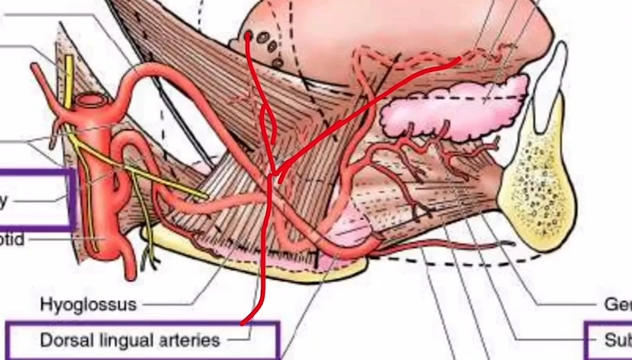 y
otid
Hyoglossus
Dorsal lingual arteries
Ge
Sub